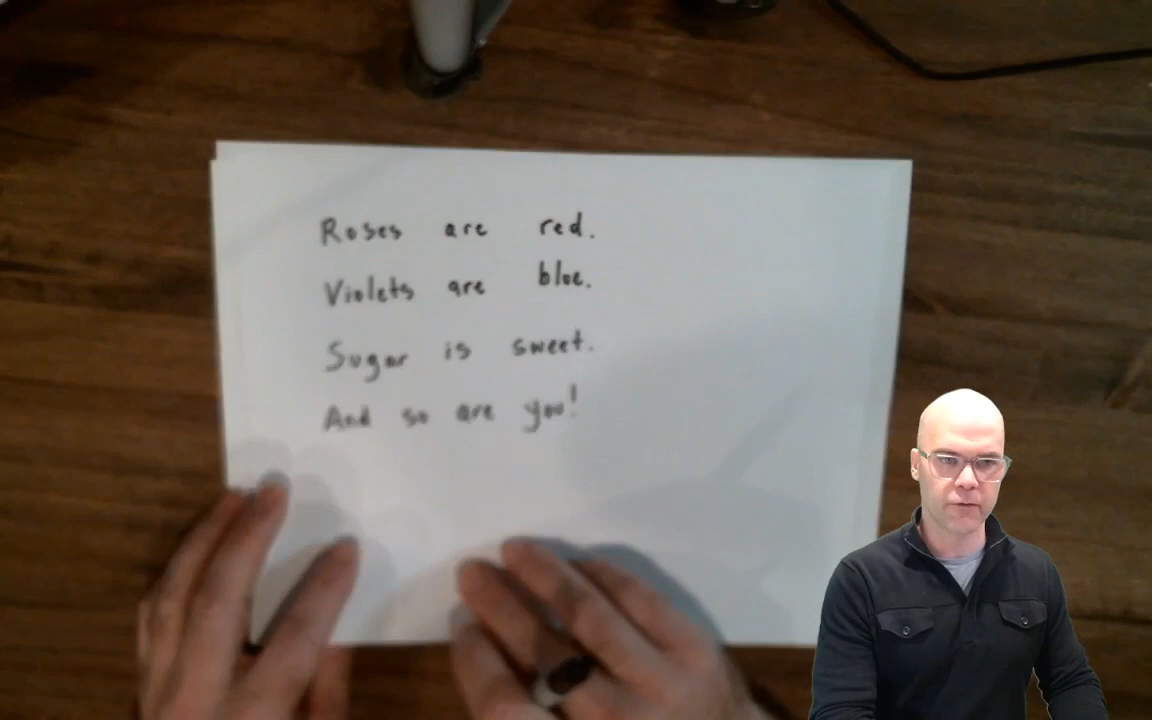 Roses are red.
Violets are blue.
Sugar is sweet.
And so are you!